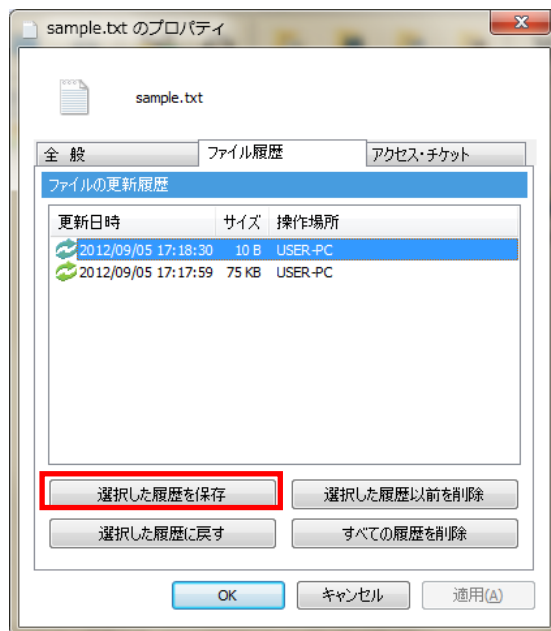 sample.txt のプロパティ
sample.txt
全 般 ファイル履歴 アクセス・チケット
ファイルの更新履歴
更新日時 サイズ 操作場所
2012/09/05 17:18:30 10 B USER-PC
2012/09/05 17:17:59 75 KB USER-PC
選択した履歴を保存 選択した履歴以前を削除
選択した履歴に戻す すべての履歴を削除
OK キャンセル 適用(A)